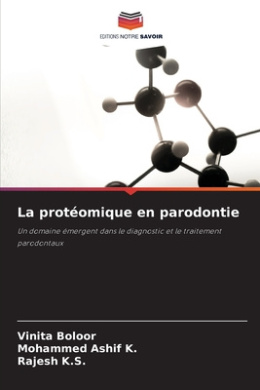 EDITIONS NOTRE SAVOIR
La protéomique en parodontie
Un domaine émergent dans le diagnostic et le traitement
parodontaux
Vinita Boloor
Mohammed Ashif K.
Rajesh K.S.